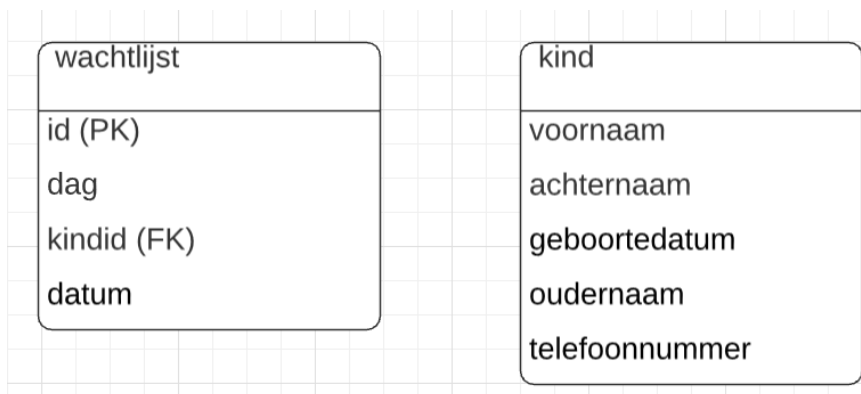 wachtlijst
id (PK)
dag
kindid (FK)
datum
kind
voornaam
achternaam
geboortedatum
oudernaam
telefoonnummer